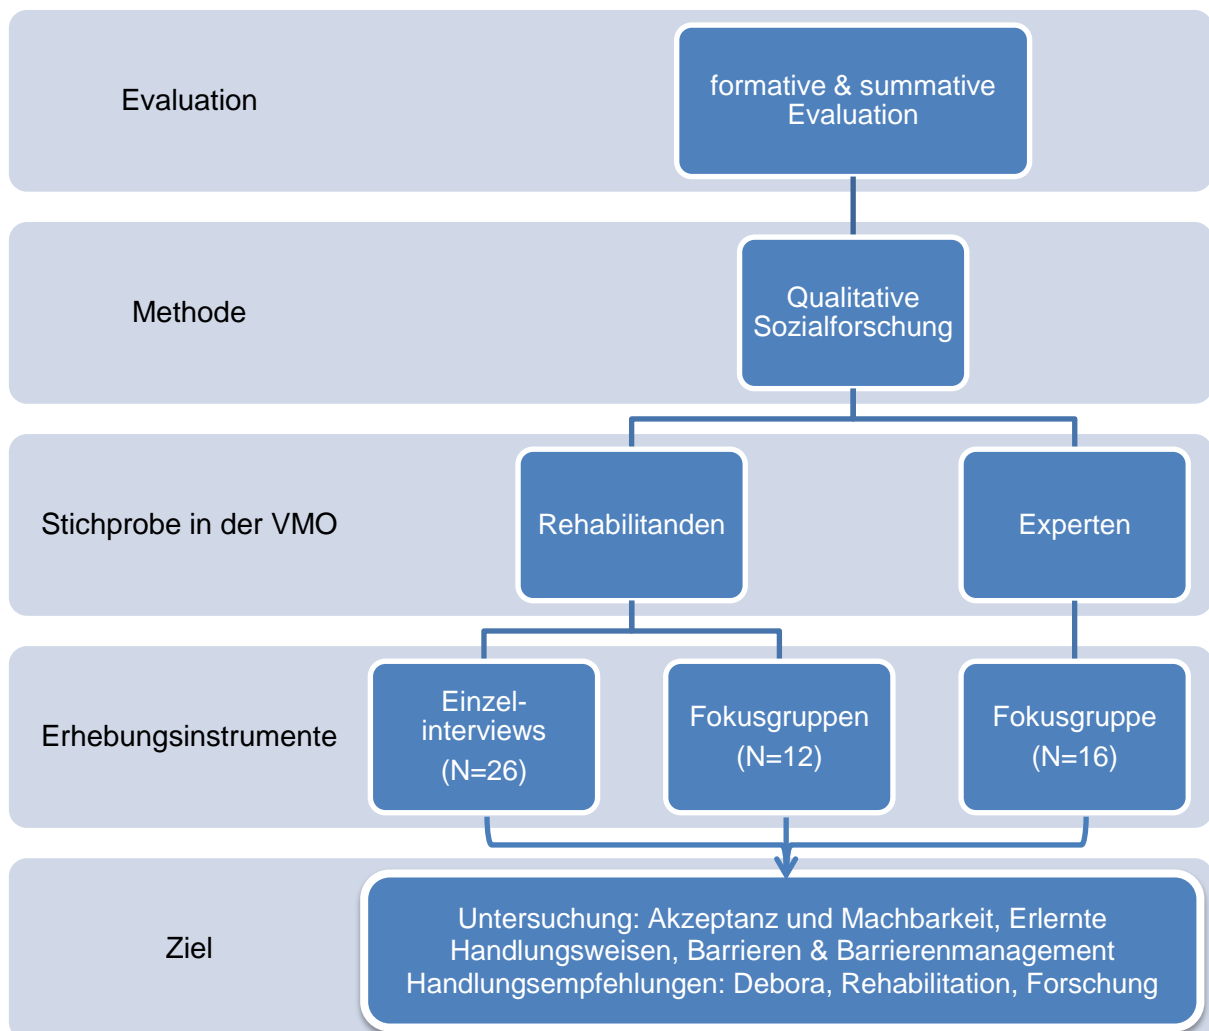 Evaluation
formative & summative
Evaluation
Methode
Qualitative
Sozialforschung
Stichprobe in der VMO
Rehabilitanden
Experten
Erhebungsinstrumente
Einzel-
interviews
(N=26)
Fokusgruppen
(N=12)
Fokusgruppe
(N=16)
Ziel
Untersuchung: Akzeptanz und Machbarkeit, Erlernte
Handlungsweisen, Barrieren & Barrierenmanagement
Handlungsempfehlungen: Debora, Rehabilitation, Forschung